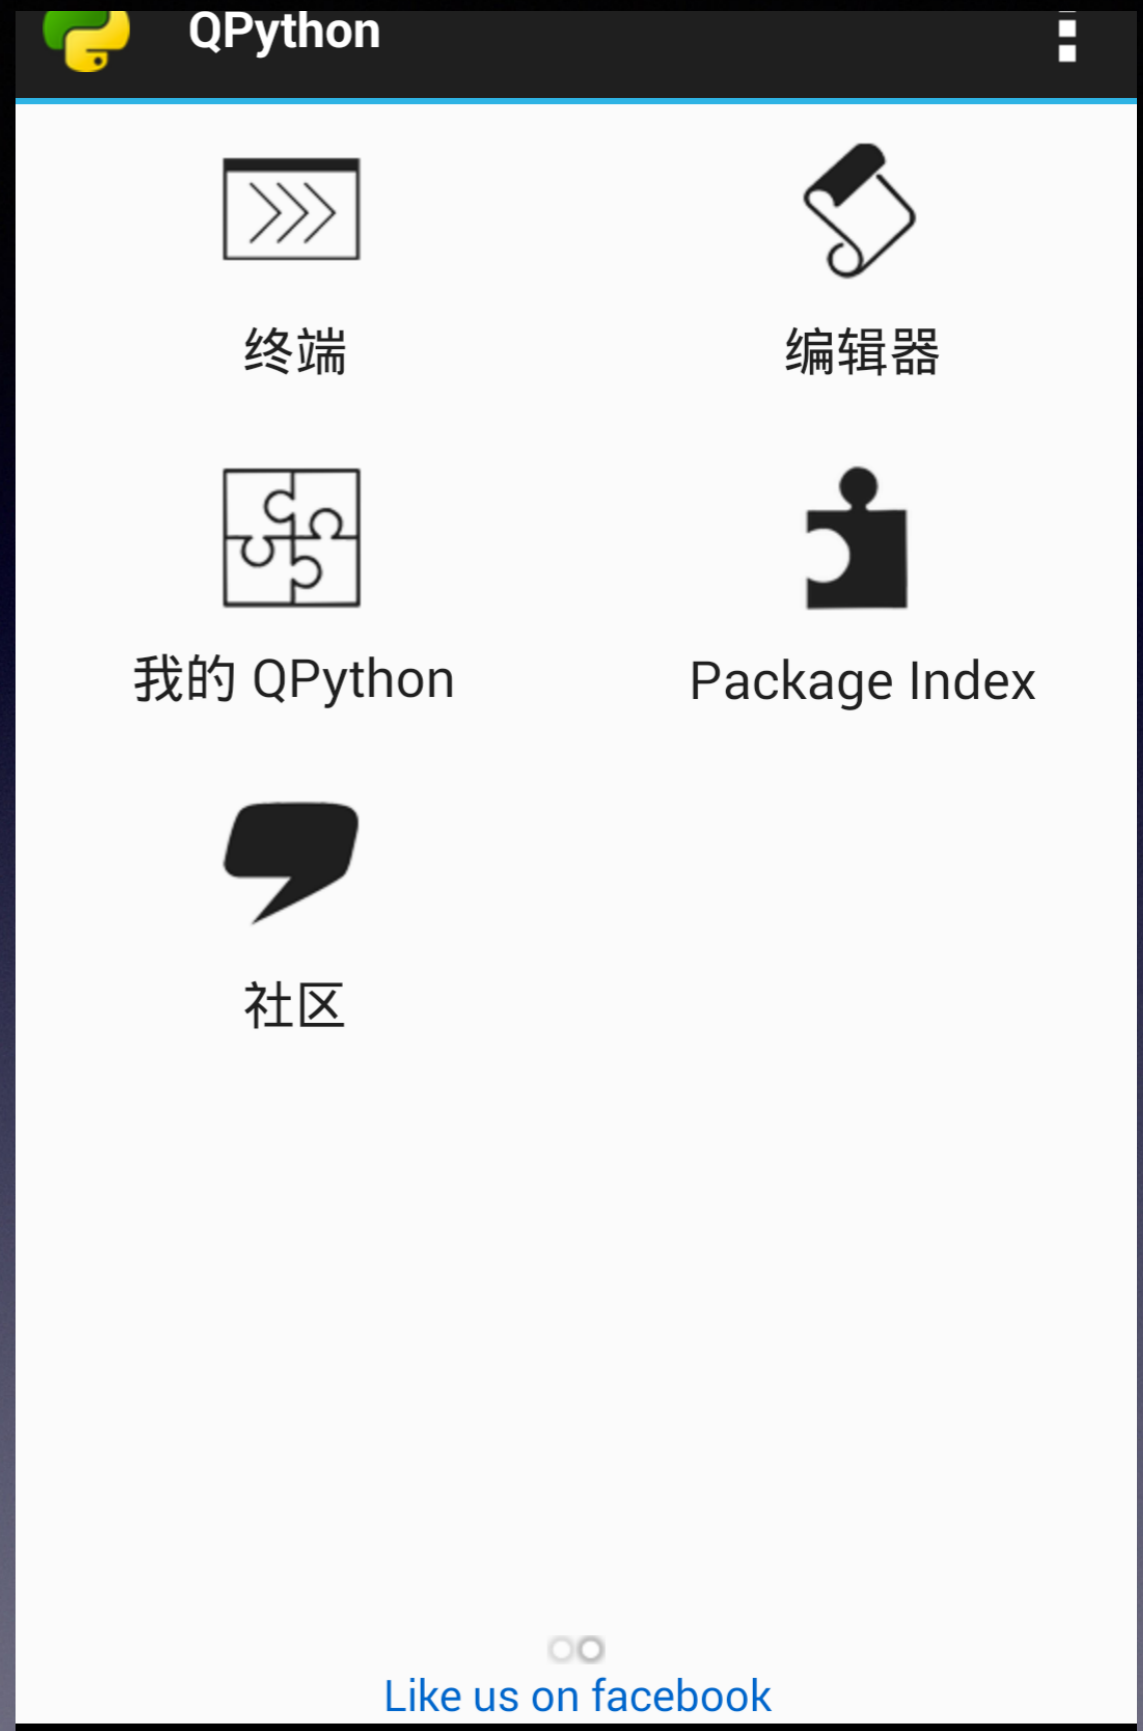 QPython
终端
编辑器
我的 QPython
Package Index
社区
Like us on facebook